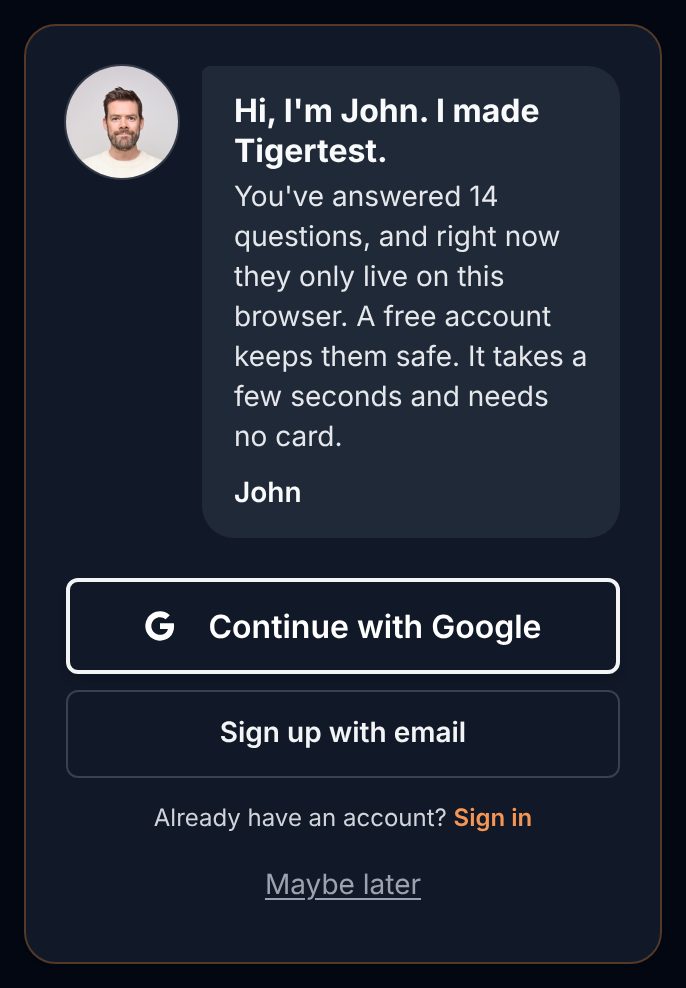 Hi, I'm John. I made
Tigertest.
You've answered 14
questions, and right now
they only live on this
browser. A free account
keeps them safe. It takes a
few seconds and needs
no card.
John
Continue with Google
Sign up with email
Already have an account? Sign in
Maybe later